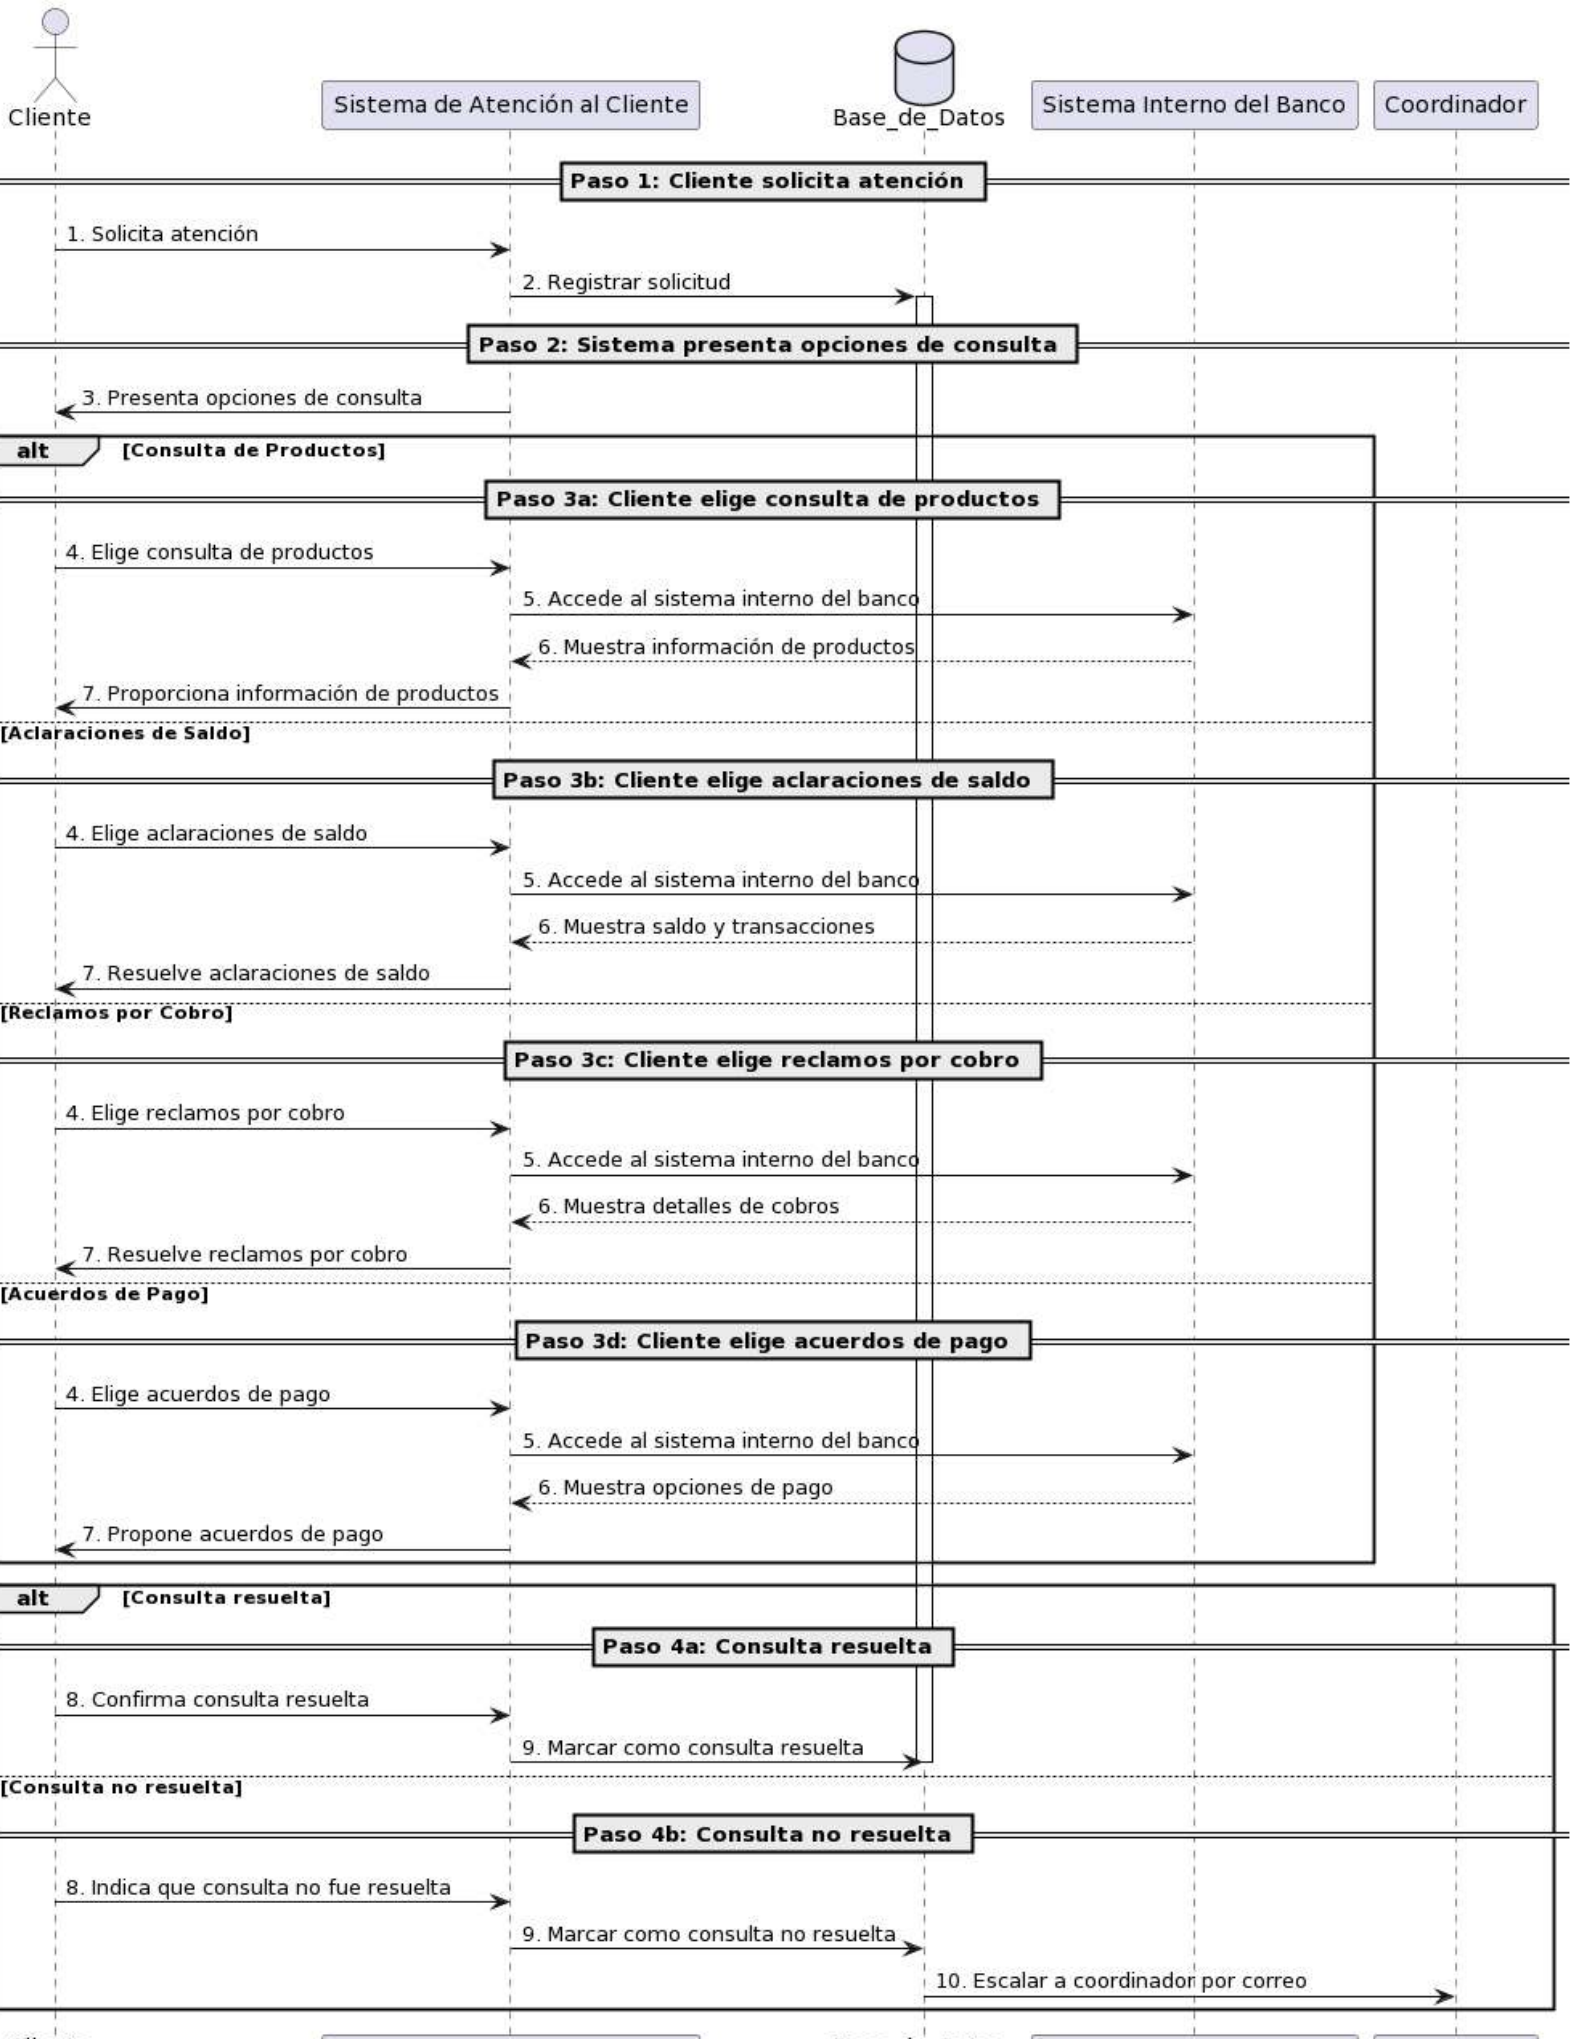 Cliente
Sistema de Atención al Cliente
Base_de_Datos
Sistema Interno del Banco
Coordinador
Paso 1: Cliente solicita atención
1. Solicita atención
2. Registrar solicitud
Paso 2: Sistema presenta opciones de consulta
3. Presenta opciones de consulta
alt [Consulta de Productos]
Paso 3a: Cliente elige consulta de productos
4. Elige consulta de productos
5. Accede al sistema interno del banco
6. Muestra información de productos
7. Proporciona información de productos
[Aclaraciones de Saldo]
Paso 3b: Cliente elige aclaraciones de saldo
4. Elige aclaraciones de saldo
5. Accede al sistema interno del banco
6. Muestra saldo y transacciones
7. Resuelve aclaraciones de saldo
[Reclamos por Cobro]
Paso 3c: Cliente elige reclamos por cobro
4. Elige reclamos por cobro
5. Accede al sistema interno del banco
6. Muestra detalles de cobros
7. Resuelve reclamos por cobro
[Acuerdos de Pago]
Paso 3d: Cliente elige acuerdos de pago
4. Elige acuerdos de pago
5. Accede al sistema interno del banco
6. Muestra opciones de pago
7. Propone acuerdos de pago
alt [Consulta resuelta]
Paso 4a: Consulta resuelta
8. Confirma consulta resuelta
9. Marcar como consulta resuelta
[Consulta no resuelta]
Paso 4b: Consulta no resuelta
8. Indica que consulta no fue resuelta
9. Marcar como consulta no resuelta
10. Escalar a coordinador por correo